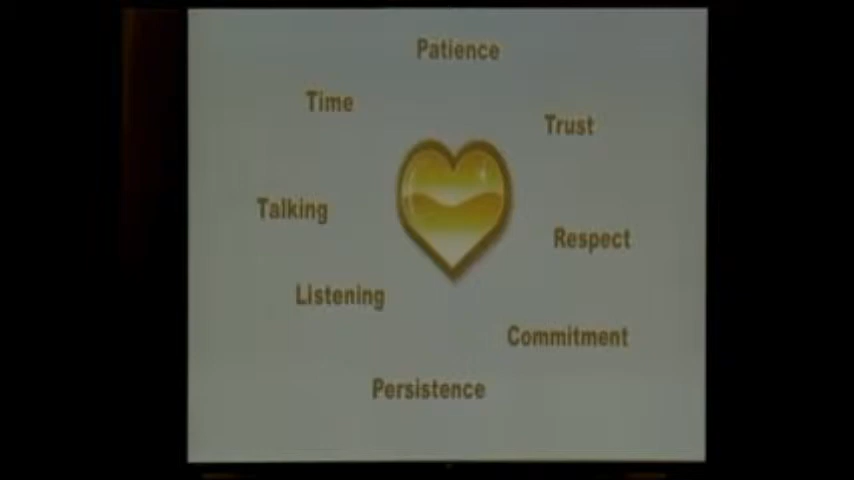 Patience
Time
Trust
Talking
Respect
Listening
Commitment
Persistence